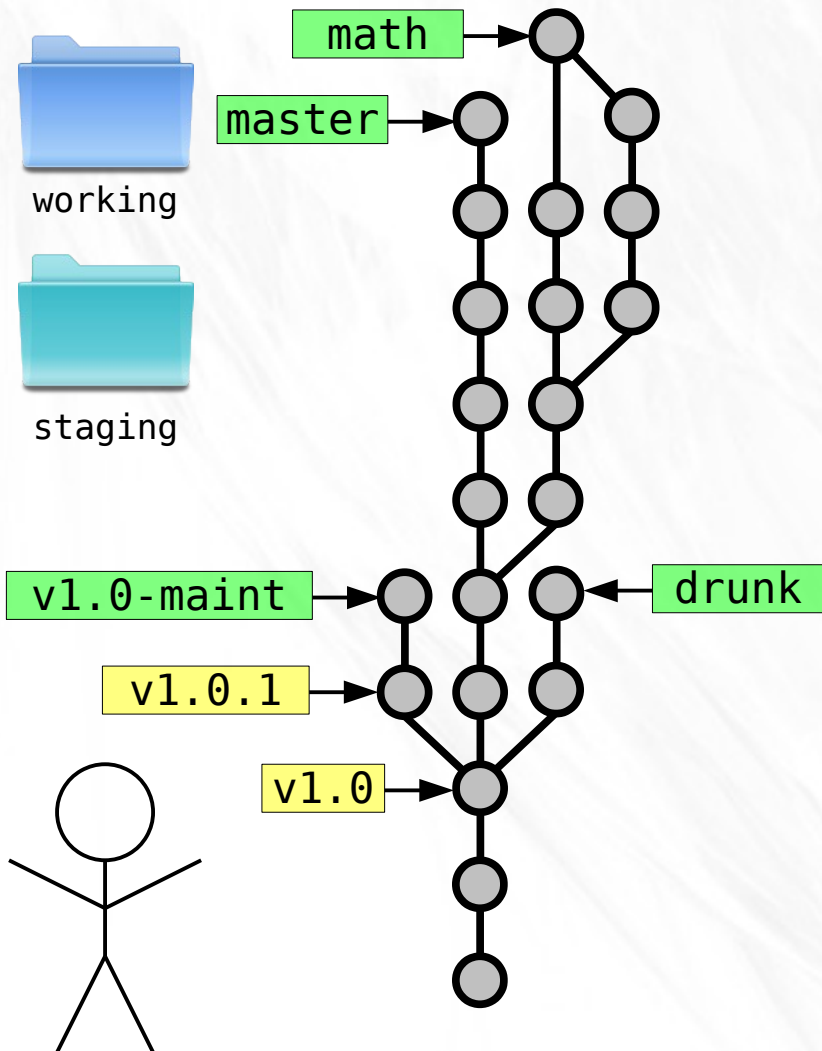 math
master
working
staging
v1.0-maint
drunk
v1.0.1
v1.0